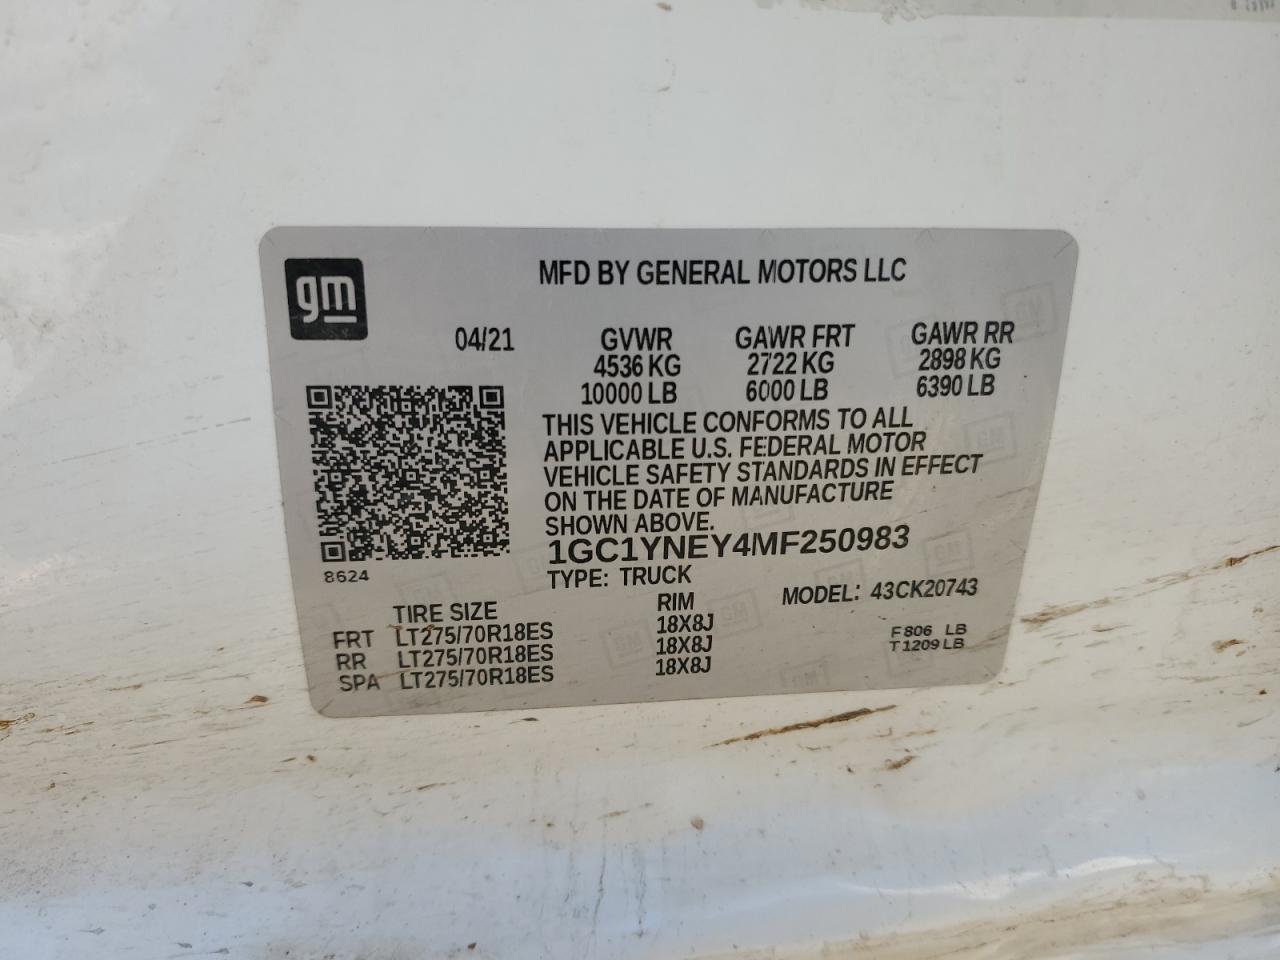 MFD BY GENERAL MOTORS LLC
gm
04/21 GVWR GAWR FRT GAWR RR
4536 KG 2722 KG 2898 KG
10000 LB 6000 LB 6390 LB
THIS VEHICLE CONFORMS TO ALL
APPLICABLE U.S. FEDERAL MOTOR
VEHICLE SAFETY STANDARDS IN EFFECT
ON THE DATE OF MANUFACTURE
SHOWN ABOVE.
1GC1YNEY4MF250983
8624
TYPE: TRUCK
MODEL: 43CK20743
TIRE SIZE RIM
FRT LT275/70R18ES 18X8J
RR LT275/70R18ES 18X8J
SPA LT275/70R18ES 18X8J
F 806 LB
T 1209 LB